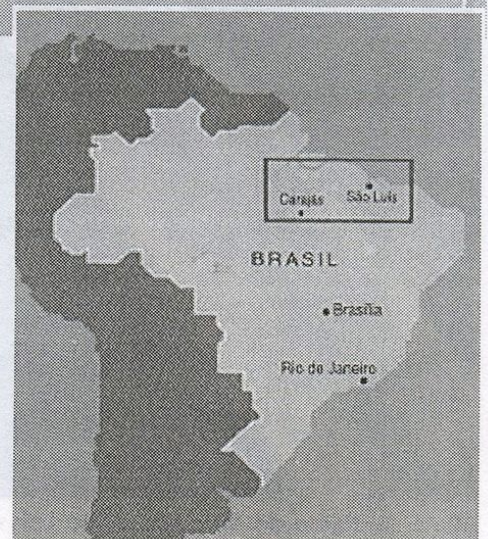 Carajás
São Luís
BRASIL
Brasília
Rio de Janeiro